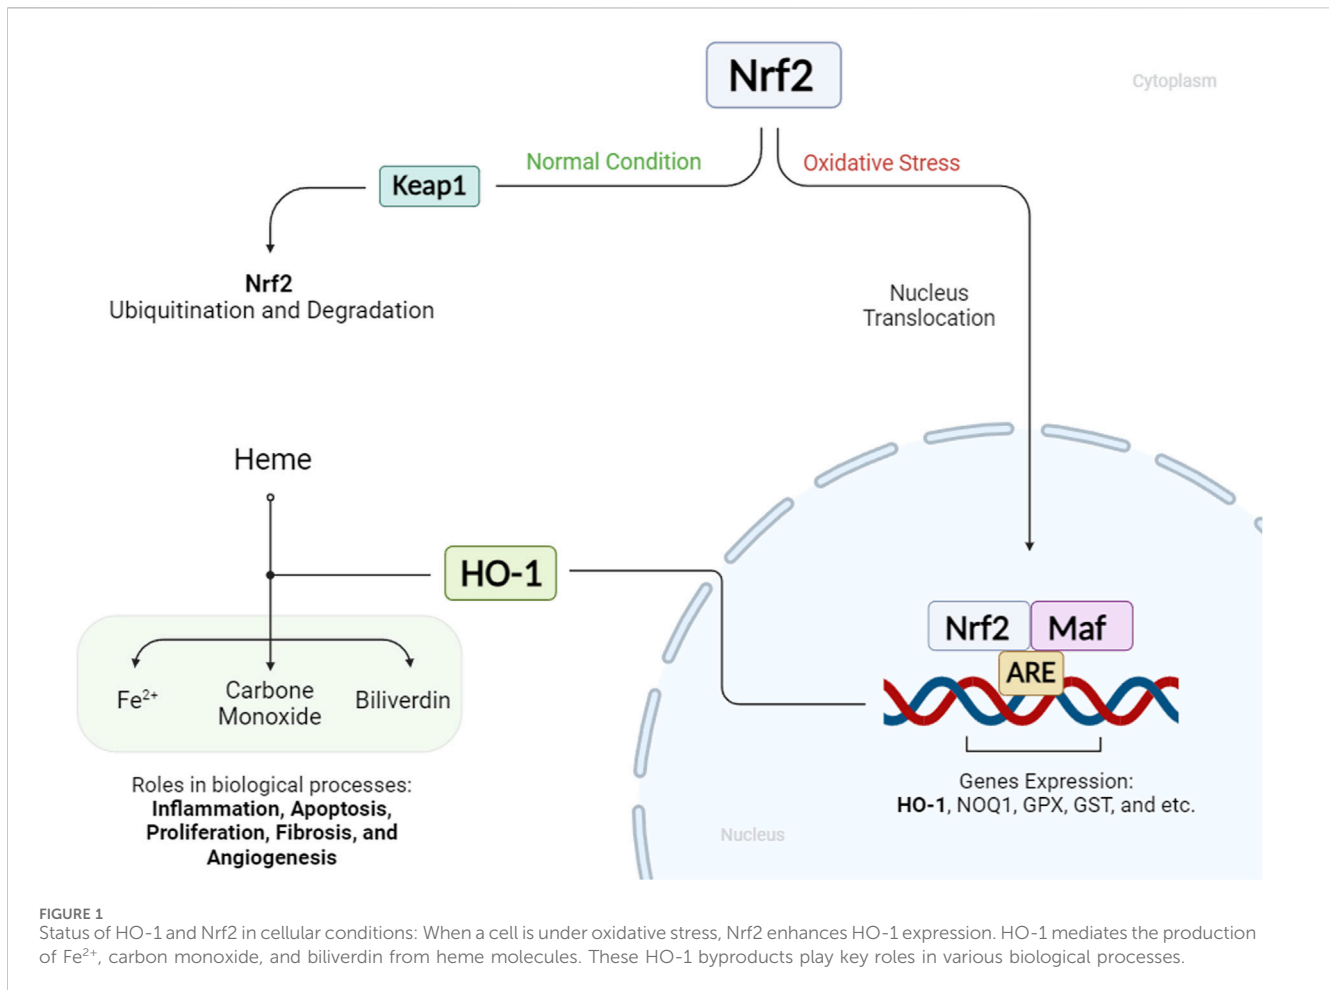 Nrf2
Cytoplasm
Normal Condition
Oxidative Stress
Keap1
Nrf2
Ubiquitination and Degradation
Nucleus
Translocation
Heme
HO-1
Nrf2
Maf
ARE
Fe²⁺
Carbone
Monoxide
Biliverdin
Roles in biological processes:
Inflammation, Apoptosis,
Proliferation, Fibrosis, and
Angiogenesis
Genes Expression:
HO-1, NOQ1, GPX, GST, and etc.
Nucleus
FIGURE 1
Status of HO-1 and Nrf2 in cellular conditions: When a cell is under oxidative stress, Nrf2 enhances HO-1 expression. HO-1 mediates the production
of Fe²⁺, carbon monoxide, and biliverdin from heme molecules. These HO-1 byproducts play key roles in various biological processes.